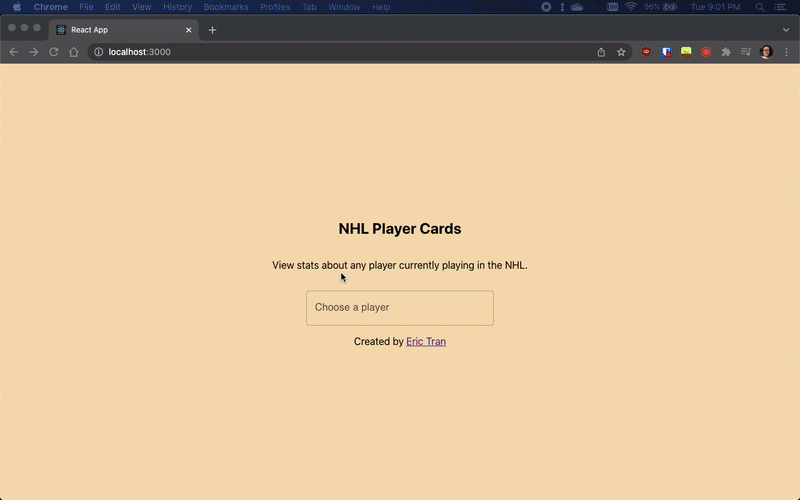 Chrome File Edit View History Bookmarks Profiles Tab Window Help 96% Tue 9:01 PM
React App
localhost:3000
NHL Player Cards
View stats about any player currently playing in the NHL.
Choose a player
Created by Eric Tran